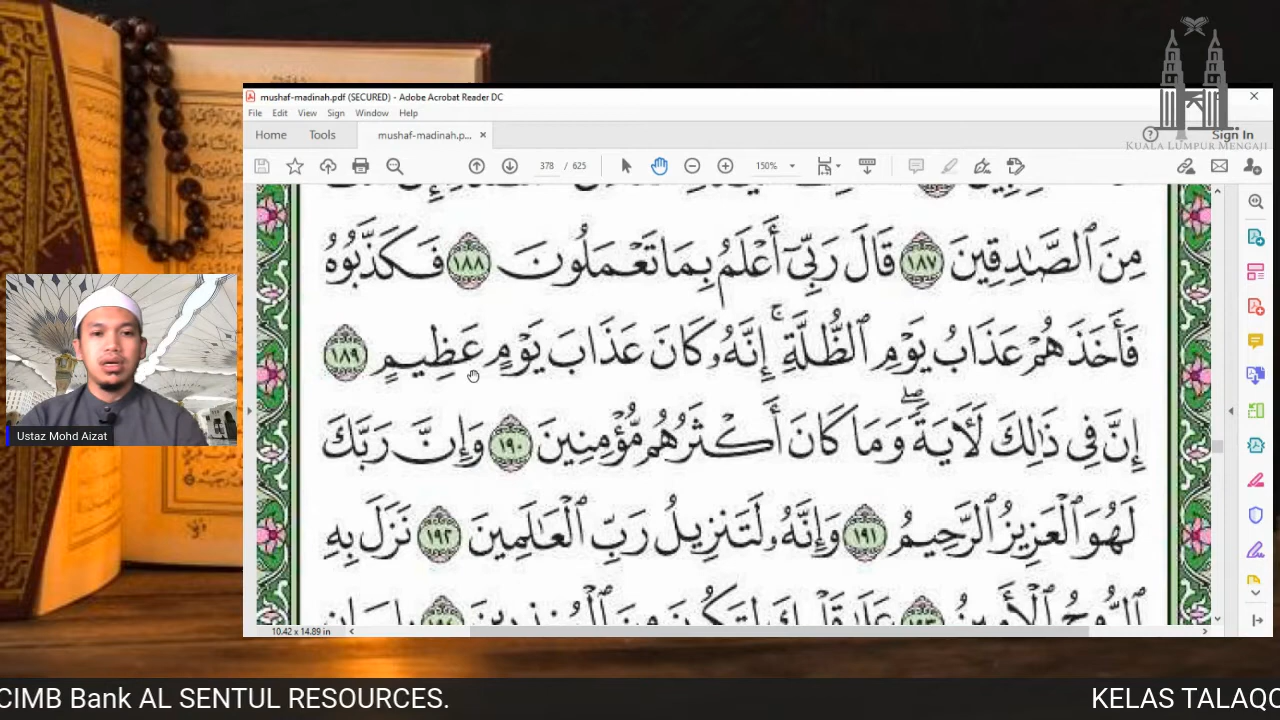 KUALA LUMPUR MENGAJI
mushaf-madinah.pdf (SECURED) - Adobe Acrobat Reader DC
File Edit View Sign Window Help
Home Tools mushaf-madinah.p... Sign In
378 / 625 150%
مِنَ ٱلصَّٰدِقِينَ ١٨٧ قَالَ رَبِّيٓ أَعْلَمُ بِمَا تَعْمَلُونَ ١٨٨ فَكَذَّبُوهُ
فَأَخَذَهُمْ عَذَابُ يَوْمِ ٱلظُّلَّةِ ۚ إِنَّهُۥ كَانَ عَذَابَ يَوْمٍ عَظِيمٍ ١٨٩
إِنَّ فِى ذَٰلِكَ لَـَٔايَةً ۖ وَمَا كَانَ أَكْثَرُهُم مُّؤْمِنِينَ ١٩٠ وَإِنَّ رَبَّكَ
لَهُوَ ٱلْعَزِيزُ ٱلرَّحِيمُ ١٩١ وَإِنَّهُۥ لَتَنزِيلُ رَبِّ ٱلْعَٰلَمِينَ ١٩٢ نَزَلَ بِهِ
10.42 x 14.89 in
Ustaz Mohd Aizat
CIMB Bank AL SENTUL RESOURCES. KELAS TALAQ